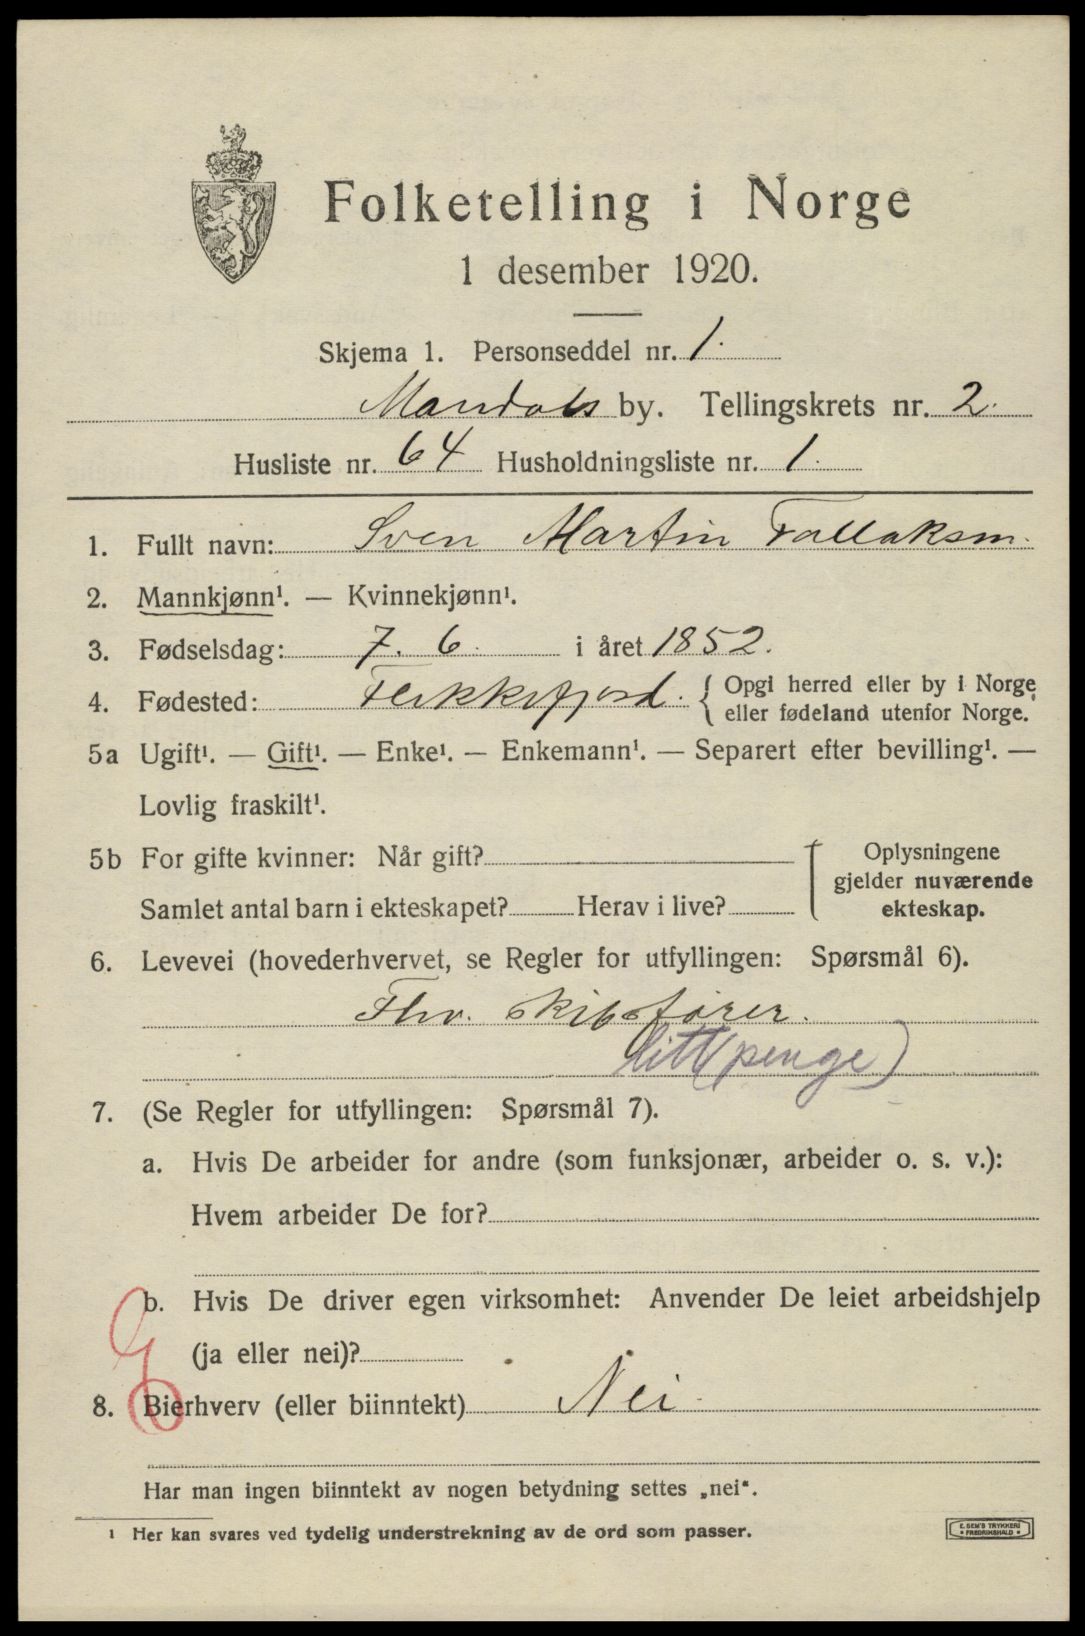 Folketelling i Norge
1 desember 1920.
Skjema 1. Personseddel nr. 1.
Mandals by. Tellingskrets nr. 2.
Husliste nr. 64 Husholdningsliste nr. 1.
1. Fullt navn: Sven Martin Tallaksen.
2. Mannkjønn¹. — Kvinnekjønn¹.
3. Fødselsdag: 7. 6. i året 1852.
4. Fødested: Flekkefjord. { Opgi herred eller by i Norge
eller fødeland utenfor Norge.
5a Ugift¹. — Gift¹. — Enke¹. — Enkemann¹. — Separert efter bevilling¹. —
Lovlig fraskilt¹.
5b For gifte kvinner: Når gift? Oplysningene
gjelder nuværende
Samlet antal barn i ekteskapet? Herav i live? ekteskap.
6. Levevei (hovederhvervet, se Regler for utfyllingen: Spørsmål 6).
Fhv. skibsfører.
(penge)
7. (Se Regler for utfyllingen: Spørsmål 7).
a. Hvis De arbeider for andre (som funksjonær, arbeider o. s. v.):
Hvem arbeider De for?
b. Hvis De driver egen virksomhet: Anvender De leiet arbeidshjelp
(ja eller nei)?
8. Bierhverv (eller biinntekt) Nei.
Har man ingen biinntekt av nogen betydning settes „nei“.
¹ Her kan svares ved tydelig understrekning av de ord som passer.
E. SEM'S TRYKKERI
• FREDRIKSHALD •